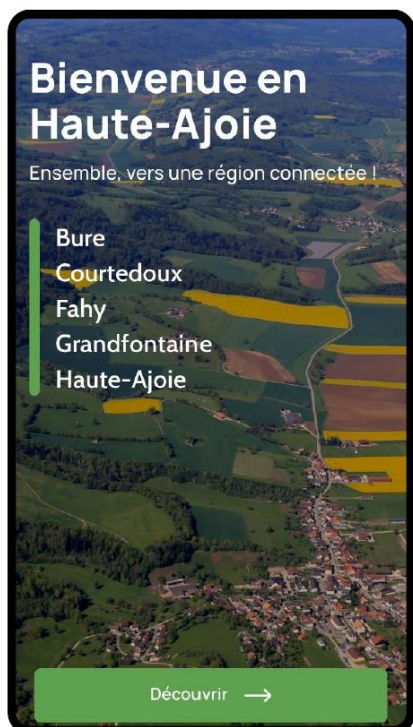 Bienvenue en
Haute-Ajoie
Ensemble, vers une région connectée !
Bure
Courtedoux
Fahy
Grandfontaine
Haute-Ajoie
Découvrir →